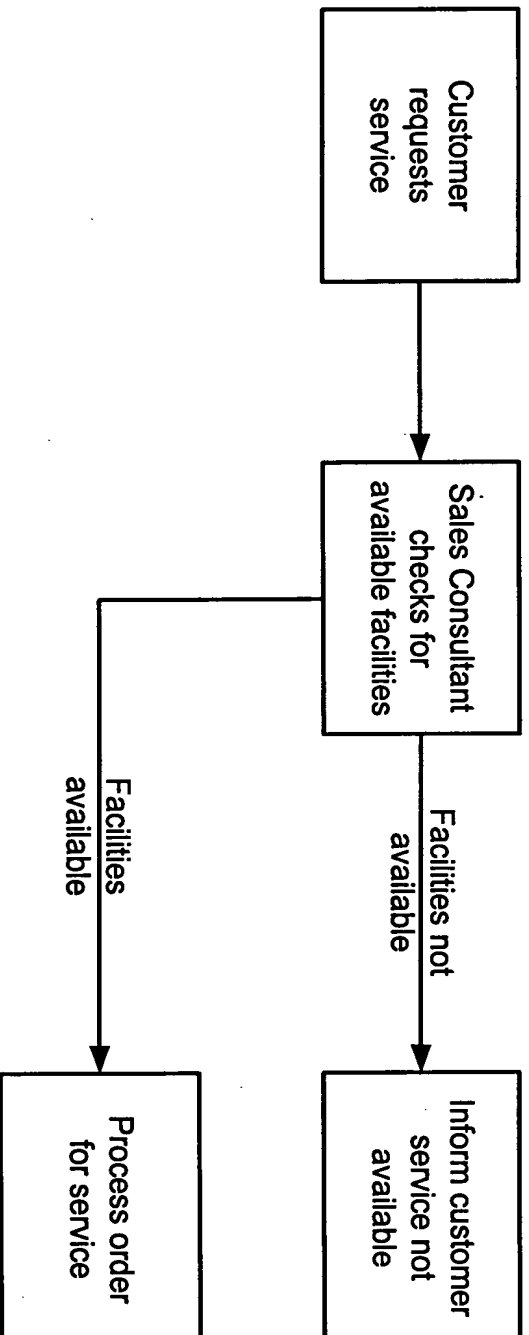 Customer
requests
service
Sales Consultant
checks for
available facilities
Facilities not
available
Inform customer
service not
available
Facilities
available
Process order
for service